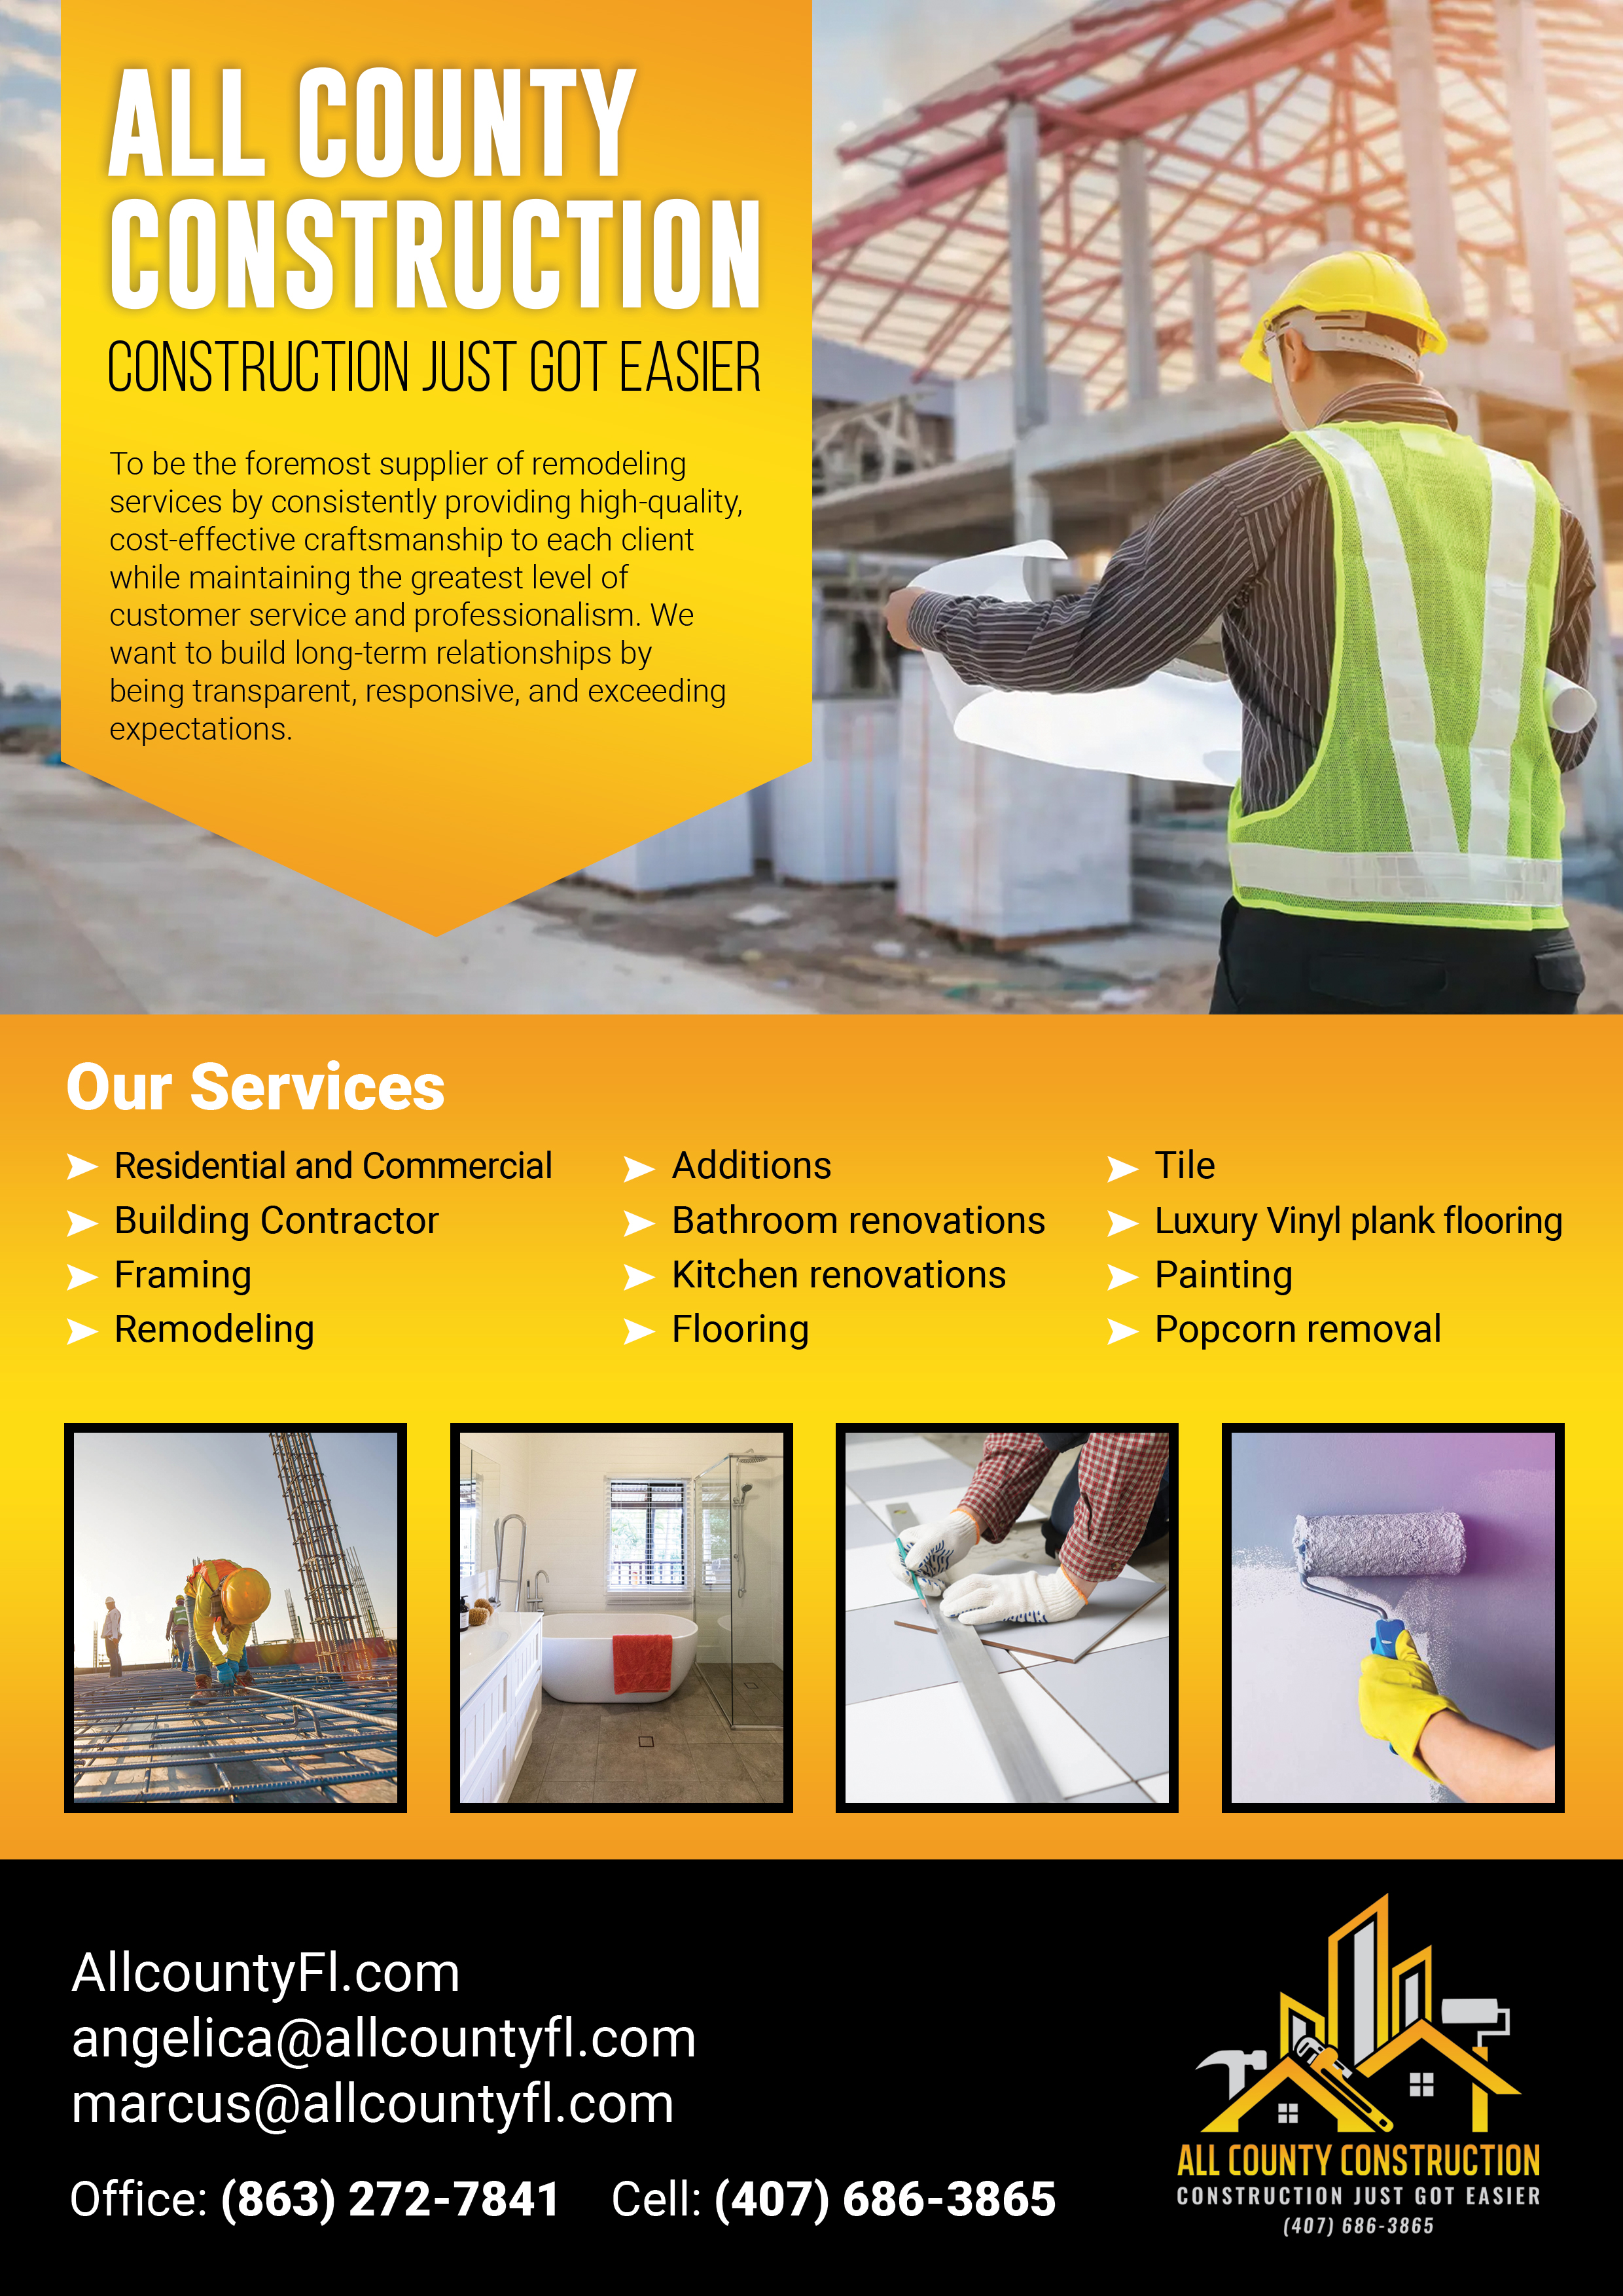 ALL COUNTY
CONSTRUCTION
CONSTRUCTION JUST GOT EASIER
To be the foremost supplier of remodeling
services by consistently providing high-quality,
cost-effective craftsmanship to each client
while maintaining the greatest level of
customer service and professionalism. We
want to build long-term relationships by
being transparent, responsive, and exceeding
expectations.
Our Services
Residential and Commercial
Building Contractor
Framing
Remodeling
Additions
Bathroom renovations
Kitchen renovations
Flooring
Tile
Luxury Vinyl plank flooring
Painting
Popcorn removal
AllcountyFl.com
angelica@allcountyfl.com
marcus@allcountyfl.com
Office: (863) 272-7841 Cell: (407) 686-3865
ALL COUNTY CONSTRUCTION
CONSTRUCTION JUST GOT EASIER
(407) 686-3865